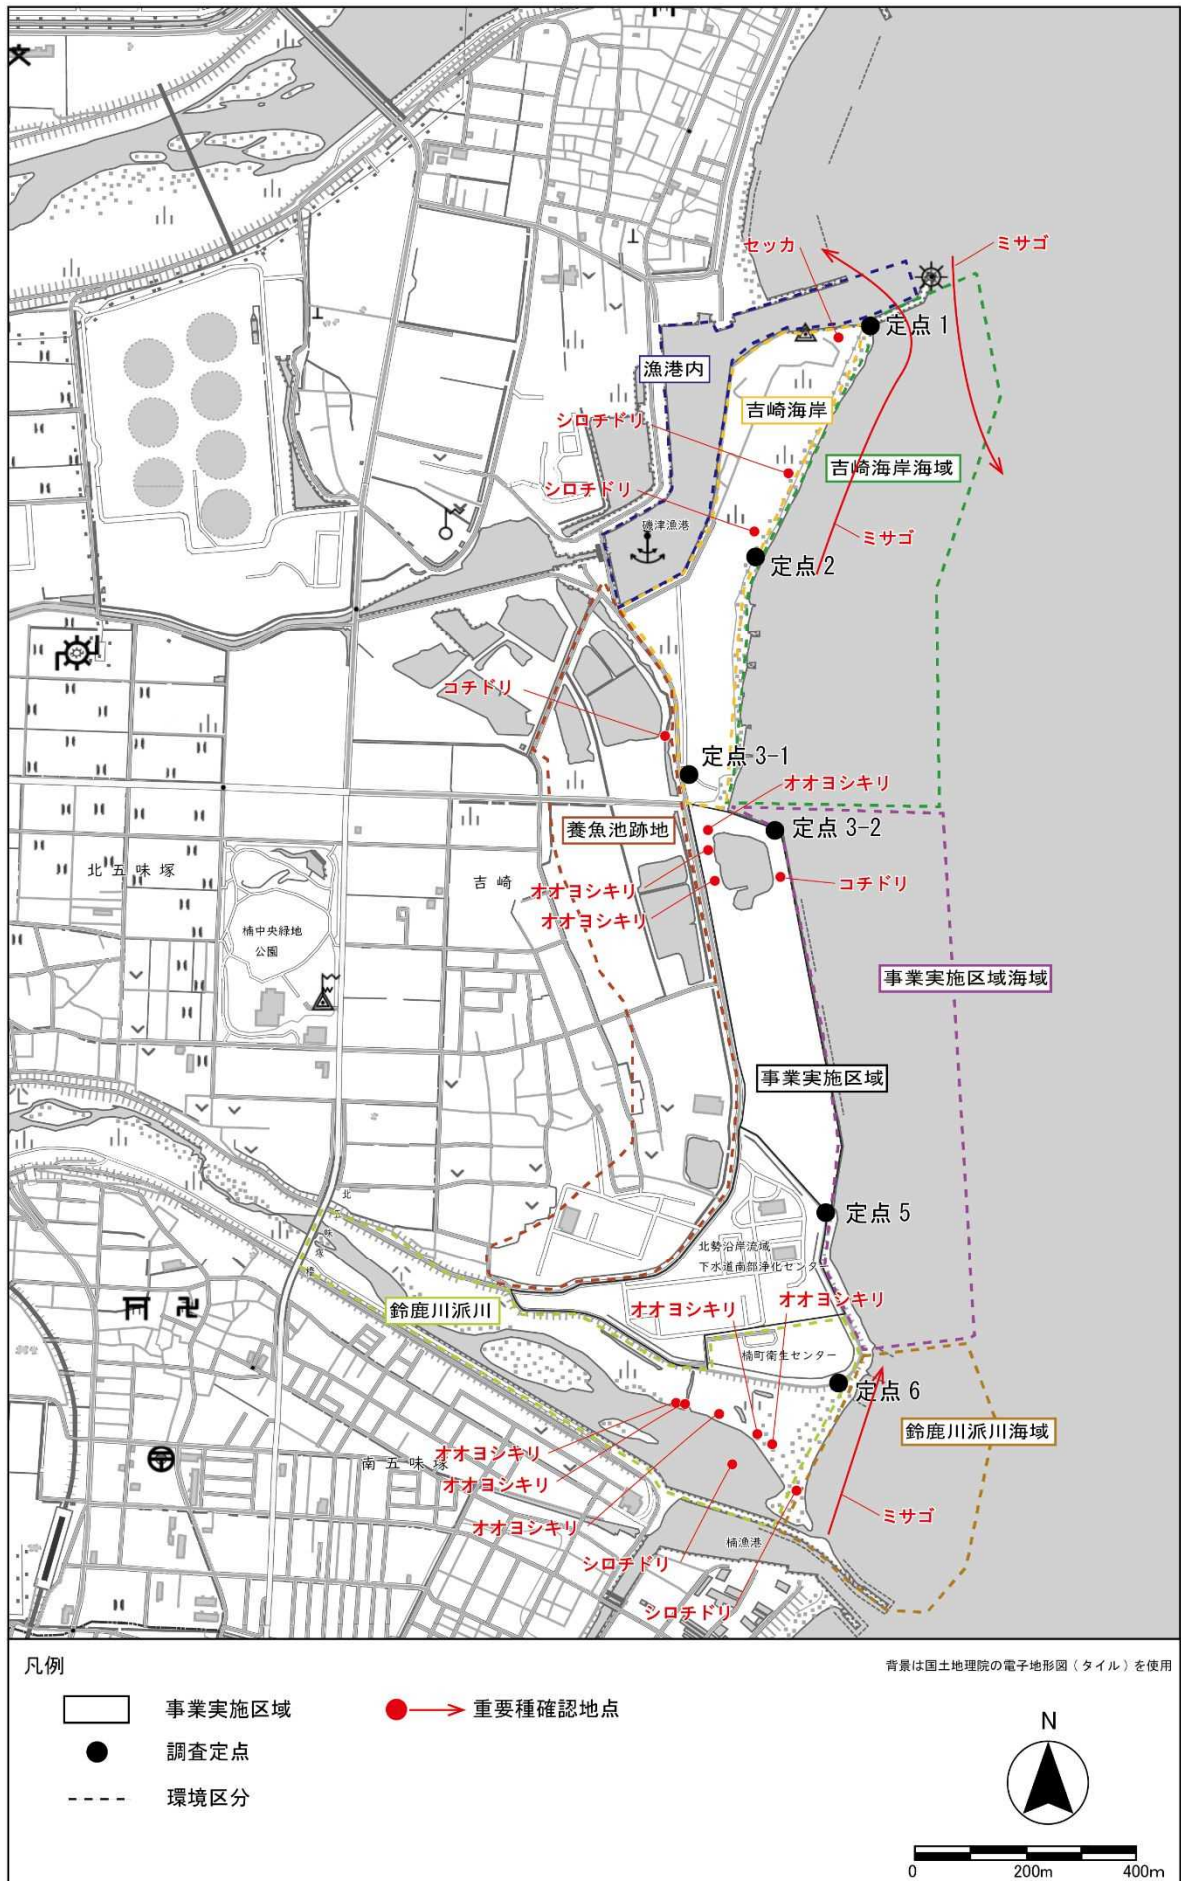 セッカ
ミサゴ
定点 1
漁港内
吉崎海岸
シロチドリ
吉崎海岸海域
シロチドリ
磯津漁港
ミサゴ
定点 2
コチドリ
定点 3-1
オオヨシキリ
養魚池跡地
定点 3-2
北五味塚
吉崎
オオヨシキリ
コチドリ
オオヨシキリ
楠中央緑地
公園
事業実施区域海域
事業実施区域
北五味塚橋
定点 5
北勢沿岸流域
下水道南部浄化センター
鈴鹿川派川
オオヨシキリ
オオヨシキリ
楠町衛生センター
定点 6
鈴鹿川派川海域
オオヨシキリ
南五味塚
オオヨシキリ
オオヨシキリ
ミサゴ
楠漁港
シロチドリ
シロチドリ
凡例
背景は国土地理院の電子地形図（タイル）を使用
事業実施区域
重要種確認地点
調査定点
環境区分
N
0 200m 400m